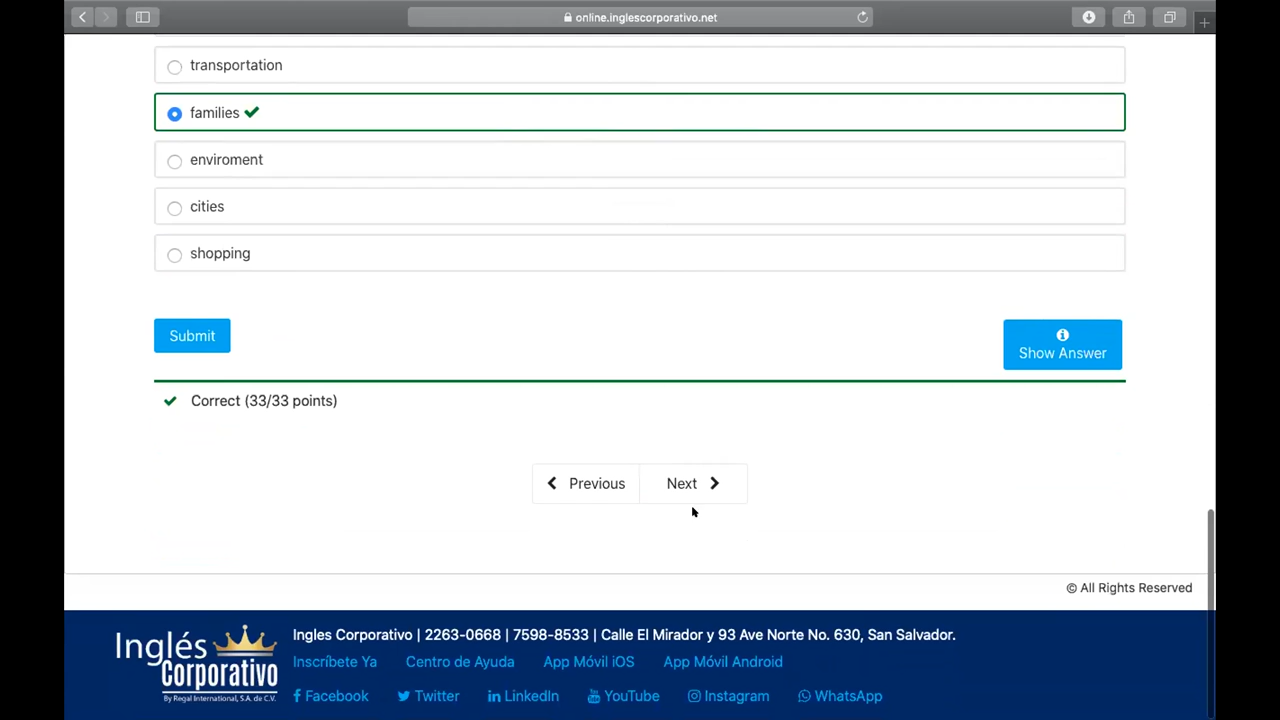 online.inglescorporativo.net
transportation
families
enviroment
cities
shopping
Submit
Show Answer
Correct (33/33 points)
Previous
Next
© All Rights Reserved
Inglés
Corporativo
By Regal International, S.A. de C.V.
Ingles Corporativo | 2263-0668 | 7598-8533 | Calle El Mirador y 93 Ave Norte No. 630, San Salvador.
Inscríbete Ya Centro de Ayuda App Móvil iOS App Móvil Android
Facebook Twitter LinkedIn YouTube Instagram WhatsApp